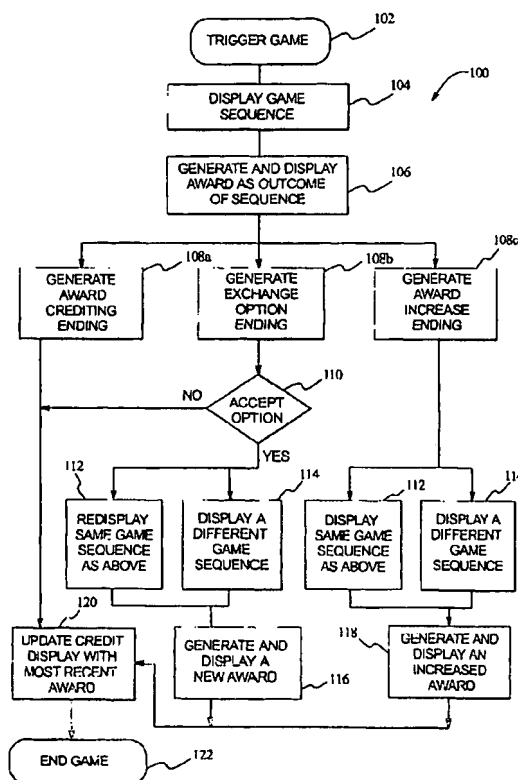 102
TRIGGER GAME
100
104
DISPLAY GAME
SEQUENCE
106
GENERATE AND DISPLAY
AWARD AS OUTCOME
OF SEQUENCE
108a
GENERATE
AWARD
CREDITING
ENDING
108b
GENERATE
EXCHANGE
OPTION
ENDING
108c
GENERATE
AWARD
INCREASE
ENDING
110
NO
ACCEPT
OPTION
YES
112
REDISPLAY
SAME GAME
SEQUENCE
AS ABOVE
114
DISPLAY A
DIFFERENT
GAME
SEQUENCE
112
DISPLAY
SAME GAME
SEQUENCE
AS ABOVE
114
DISPLAY A
DIFFERENT
GAME
SEQUENCE
120
UPDATE CREDIT
DISPLAY WITH
MOST RECENT
AWARD
GENERATE AND
DISPLAY A
NEW AWARD
116
118
GENERATE AND
DISPLAY AN
INCREASED
AWARD
END GAME
122